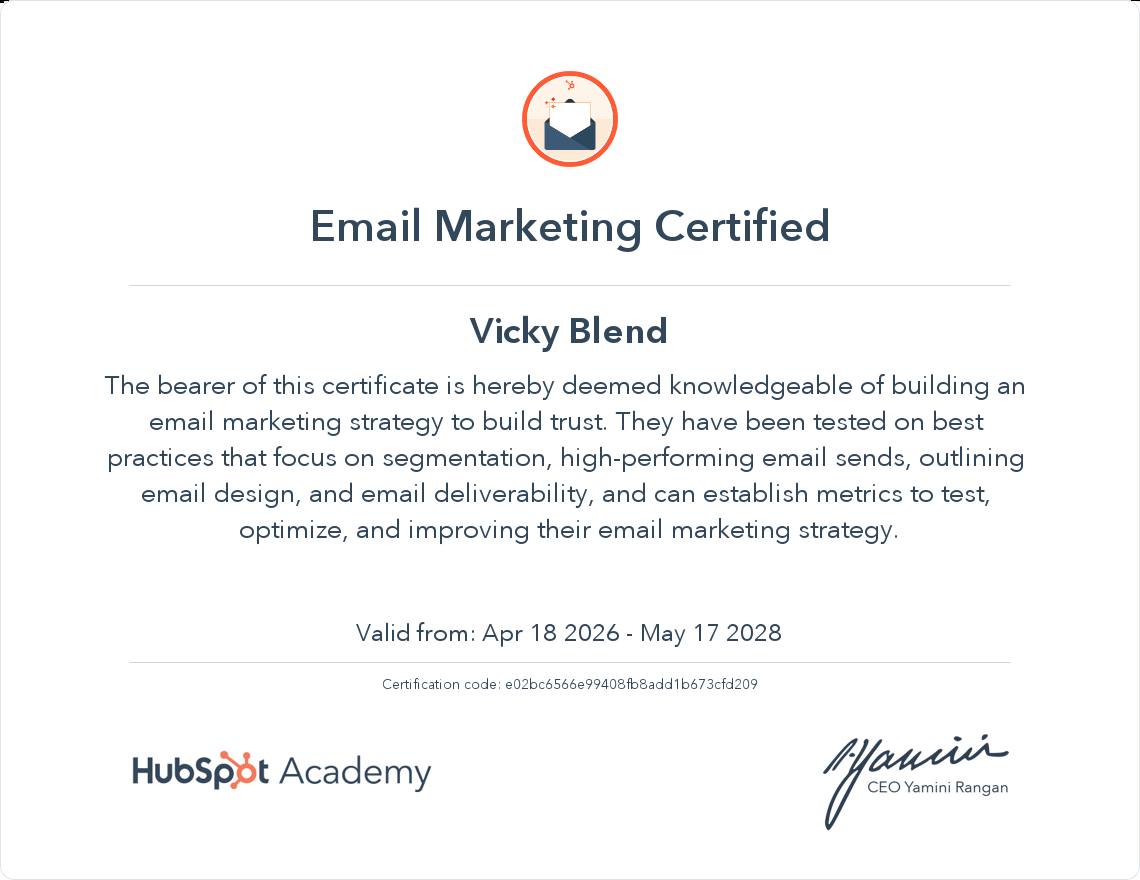 Email Marketing Certified
Vicky Blend
The bearer of this certificate is hereby deemed knowledgeable of building an
email marketing strategy to build trust. They have been tested on best
practices that focus on segmentation, high-performing email sends, outlining
email design, and email deliverability, and can establish metrics to test,
optimize, and improving their email marketing strategy.
Valid from: Apr 18 2026 - May 17 2028
Certification code: e02bc6566e99408fb8add1b673cfd209
HubSpot Academy
CEO Yamini Rangan